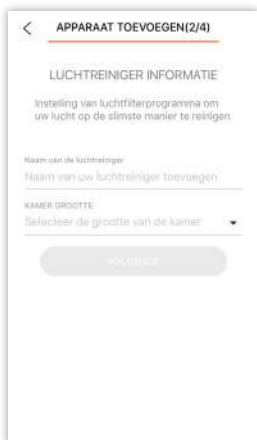 APPARAAT TOEVOEGEN(2/4)
LUCHTREINIGER INFORMATIE
Instelling van luchtfilterprogramma om
uw lucht op de slimste manier te reinigen
Naam van de luchtreiniger
Naam van uw luchtreiniger toevoegen
KAMER GROOTTE
Selecteer de grootte van de kamer
VOLGENDE